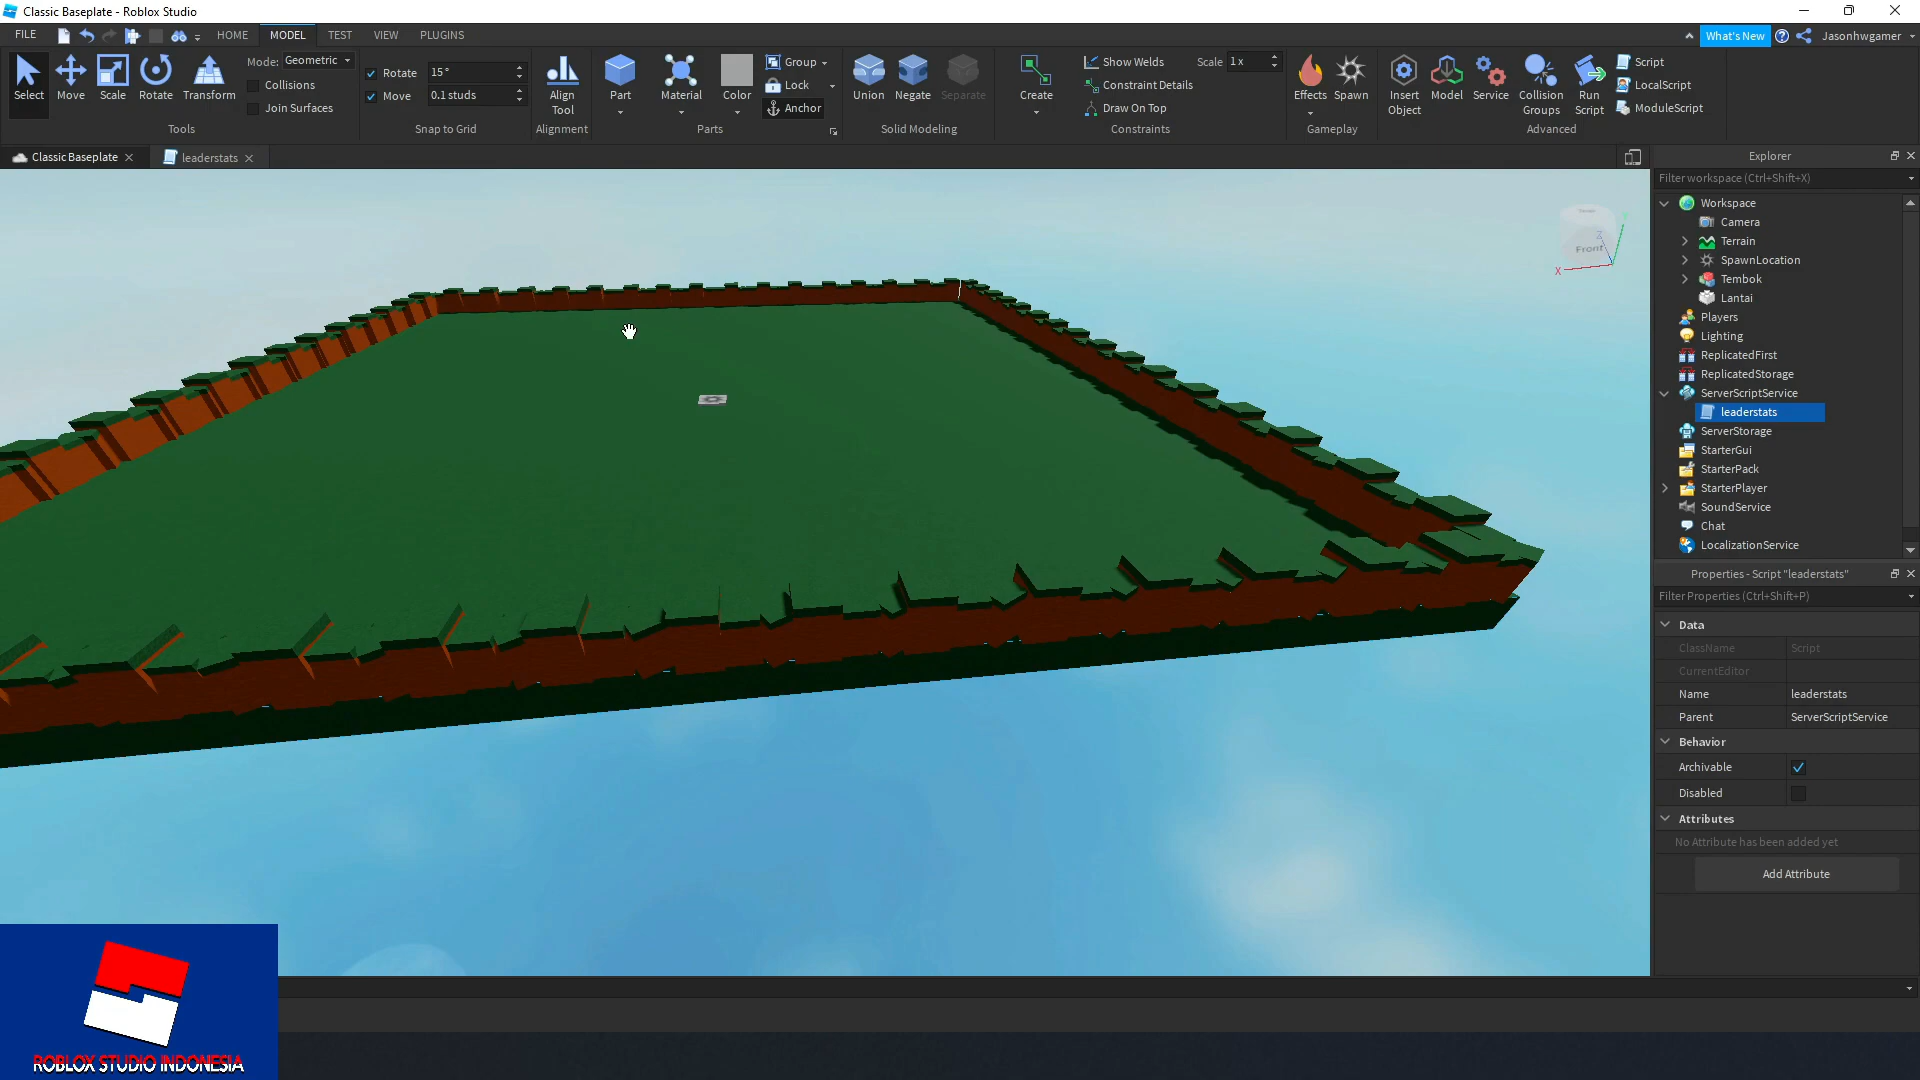 Classic Baseplate - Roblox Studio
FILE HOME MODEL TEST VIEW PLUGINS What's New Jasonhwgamer
Select Move Scale Rotate Transform
Mode: Geometric
Collisions
Join Surfaces
Tools
Rotate 15°
Move 0.1 studs
Snap to Grid
Align Tool
Alignment
Part Material Color
Group
Lock
Anchor
Parts
Union Negate Separate
Solid Modeling
Create
Show Welds Scale 1 x
Constraint Details
Draw On Top
Constraints
Effects Spawn
Gameplay
Insert Object Model Service Collision Groups Run Script
Script
LocalScript
ModuleScript
Advanced
Classic Baseplate
leaderstats
Front
X
Z
Explorer
Filter workspace (Ctrl+Shift+X)
Workspace
Camera
Terrain
SpawnLocation
Tembok
Lantai
Players
Lighting
ReplicatedFirst
ReplicatedStorage
ServerScriptService
leaderstats
ServerStorage
StarterGui
StarterPack
StarterPlayer
SoundService
Chat
LocalizationService
Properties - Script "leaderstats"
Filter Properties (Ctrl+Shift+P)
Data
ClassName Script
CurrentEditor
Name leaderstats
Parent ServerScriptService
Behavior
Archivable
Disabled
Attributes
No Attribute has been added yet
Add Attribute
ROBLOX STUDIO INDONESIA